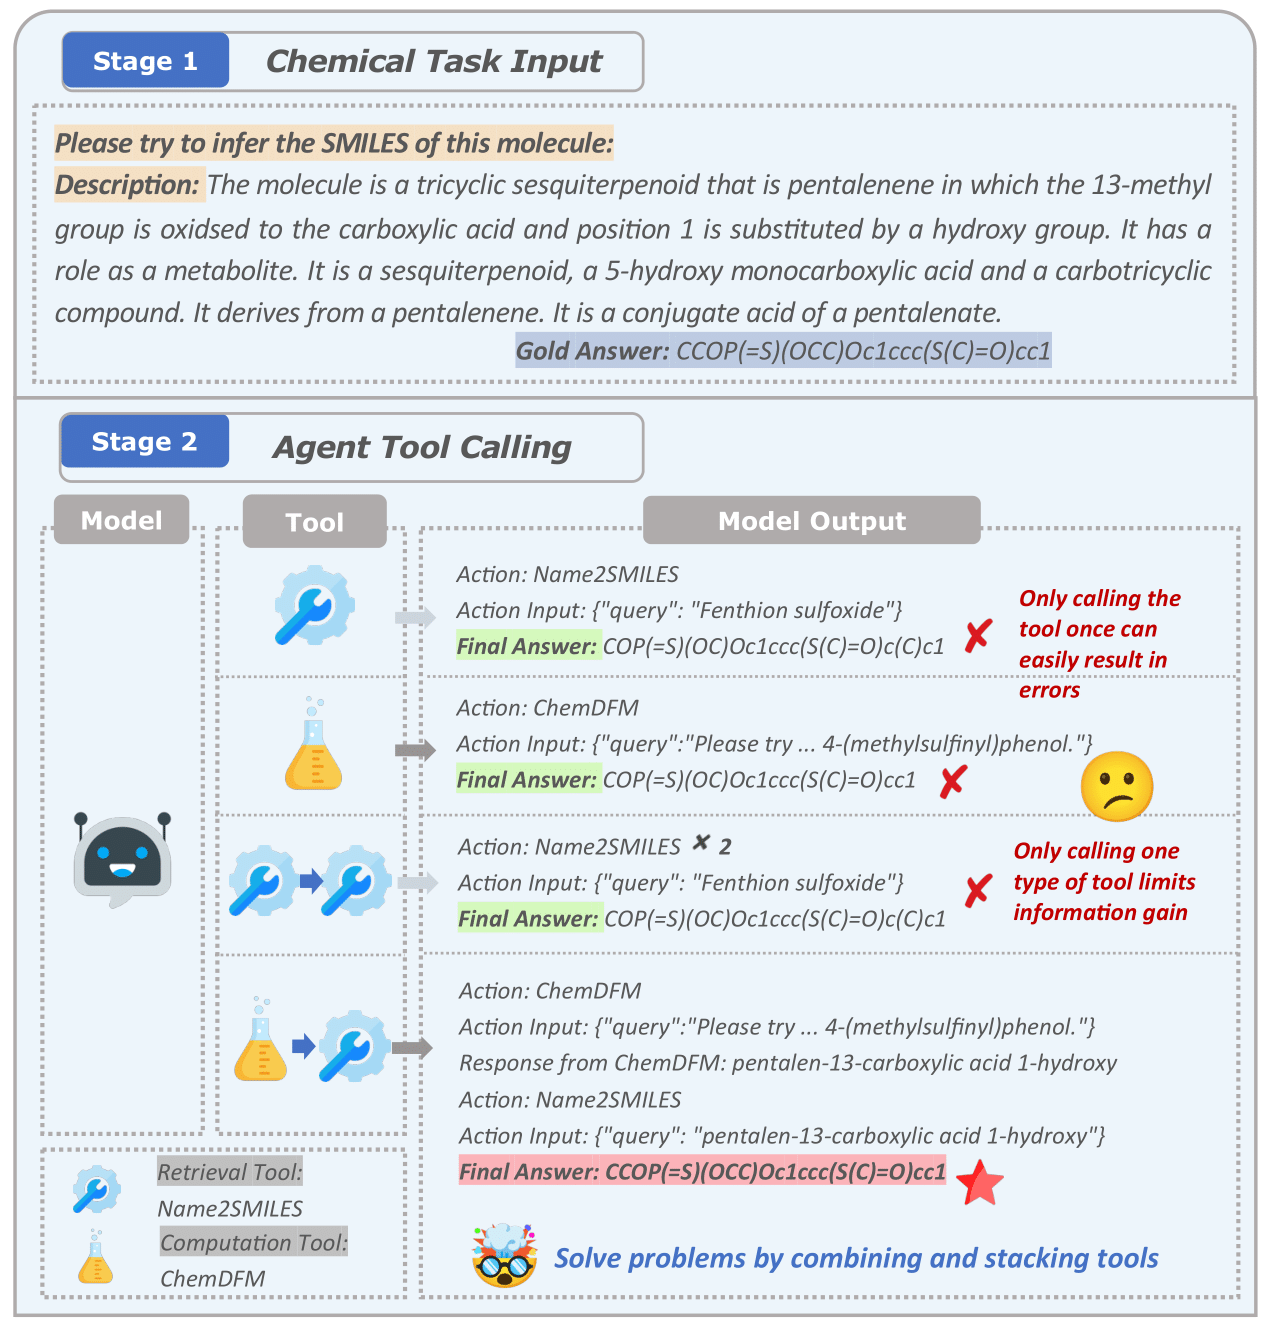 Stage 1
Chemical Task Input
Please try to infer the SMILES of this molecule:
Description: The molecule is a tricyclic sesquiterpenoid that is pentalenene in which the 13-methyl
group is oxidsed to the carboxylic acid and position 1 is substituted by a hydroxy group. It has a
role as a metabolite. It is a sesquiterpenoid, a 5-hydroxy monocarboxylic acid and a carbotricyclic
compound. It derives from a pentalenene. It is a conjugate acid of a pentalenate.
Gold Answer: CCOP(=S)(OCC)Oc1ccc(S(C)=O)cc1
Stage 2
Agent Tool Calling
Model
Tool
Model Output
Action: Name2SMILES
Action Input: {"query": "Fenthion sulfoxide"}
Final Answer: COP(=S)(OC)Oc1ccc(S(C)=O)c(C)c1
Only calling the
tool once can
easily result in
errors
Action: ChemDFM
Action Input: {"query":"Please try ... 4-(methylsulfinyl)phenol."}
Final Answer: COP(=S)(OC)Oc1ccc(S(C)=O)cc1
Action: Name2SMILES × 2
Action Input: {"query": "Fenthion sulfoxide"}
Final Answer: COP(=S)(OC)Oc1ccc(S(C)=O)c(C)c1
Only calling one
type of tool limits
information gain
Action: ChemDFM
Action Input: {"query":"Please try ... 4-(methylsulfinyl)phenol."}
Response from ChemDFM: pentalen-13-carboxylic acid 1-hydroxy
Action: Name2SMILES
Action Input: {"query": "pentalen-13-carboxylic acid 1-hydroxy"}
Final Answer: CCOP(=S)(OCC)Oc1ccc(S(C)=O)cc1
Solve problems by combining and stacking tools
Retrieval Tool:
Name2SMILES
Computation Tool:
ChemDFM